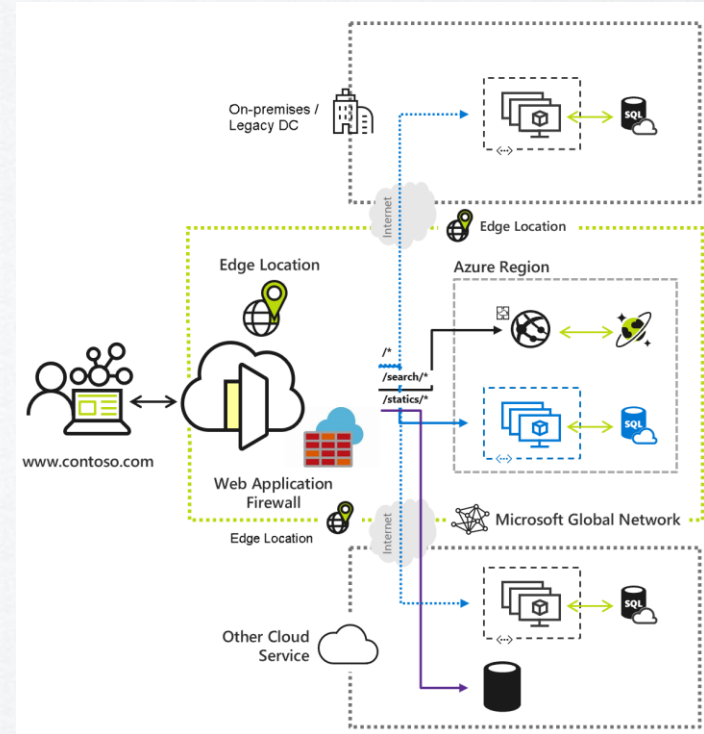 On-premises /
Legacy DC
SQL
Internet
Edge Location
Edge Location
Azure Region
/*
/search/*
/statics/*
SQL
www.contoso.com
Web Application
Firewall
Edge Location
Internet
Microsoft Global Network
SQL
Other Cloud
Service